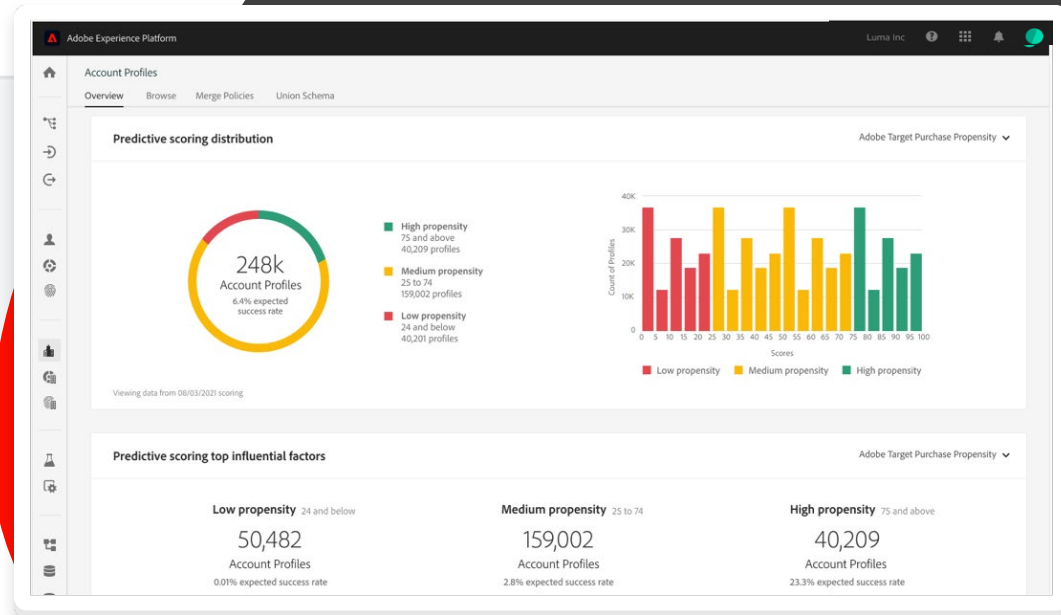 Adobe Experience Platform
Luma Inc
Account Profiles
Overview Browse Merge Policies Union Schema
Predictive scoring distribution
Adobe Target Purchase Propensity
248k
Account Profiles
6.4% expected
success rate
High propensity
75 and above
40,209 profiles
Medium propensity
25 to 74
159,002 profiles
Low propensity
24 and below
40,201 profiles
Count of Profiles
40K
30K
20K
10K
0
0 5 10 15 20 25 30 35 40 45 50 55 60 65 70 75 80 85 90 95 100
Scores
Low propensity Medium propensity High propensity
Viewing data from 08/03/2021 scoring
Predictive scoring top influential factors
Adobe Target Purchase Propensity
Low propensity 24 and below
50,482
Account Profiles
0.01% expected success rate
Medium propensity 25 to 74
159,002
Account Profiles
2.8% expected success rate
High propensity 75 and above
40,209
Account Profiles
23.3% expected success rate